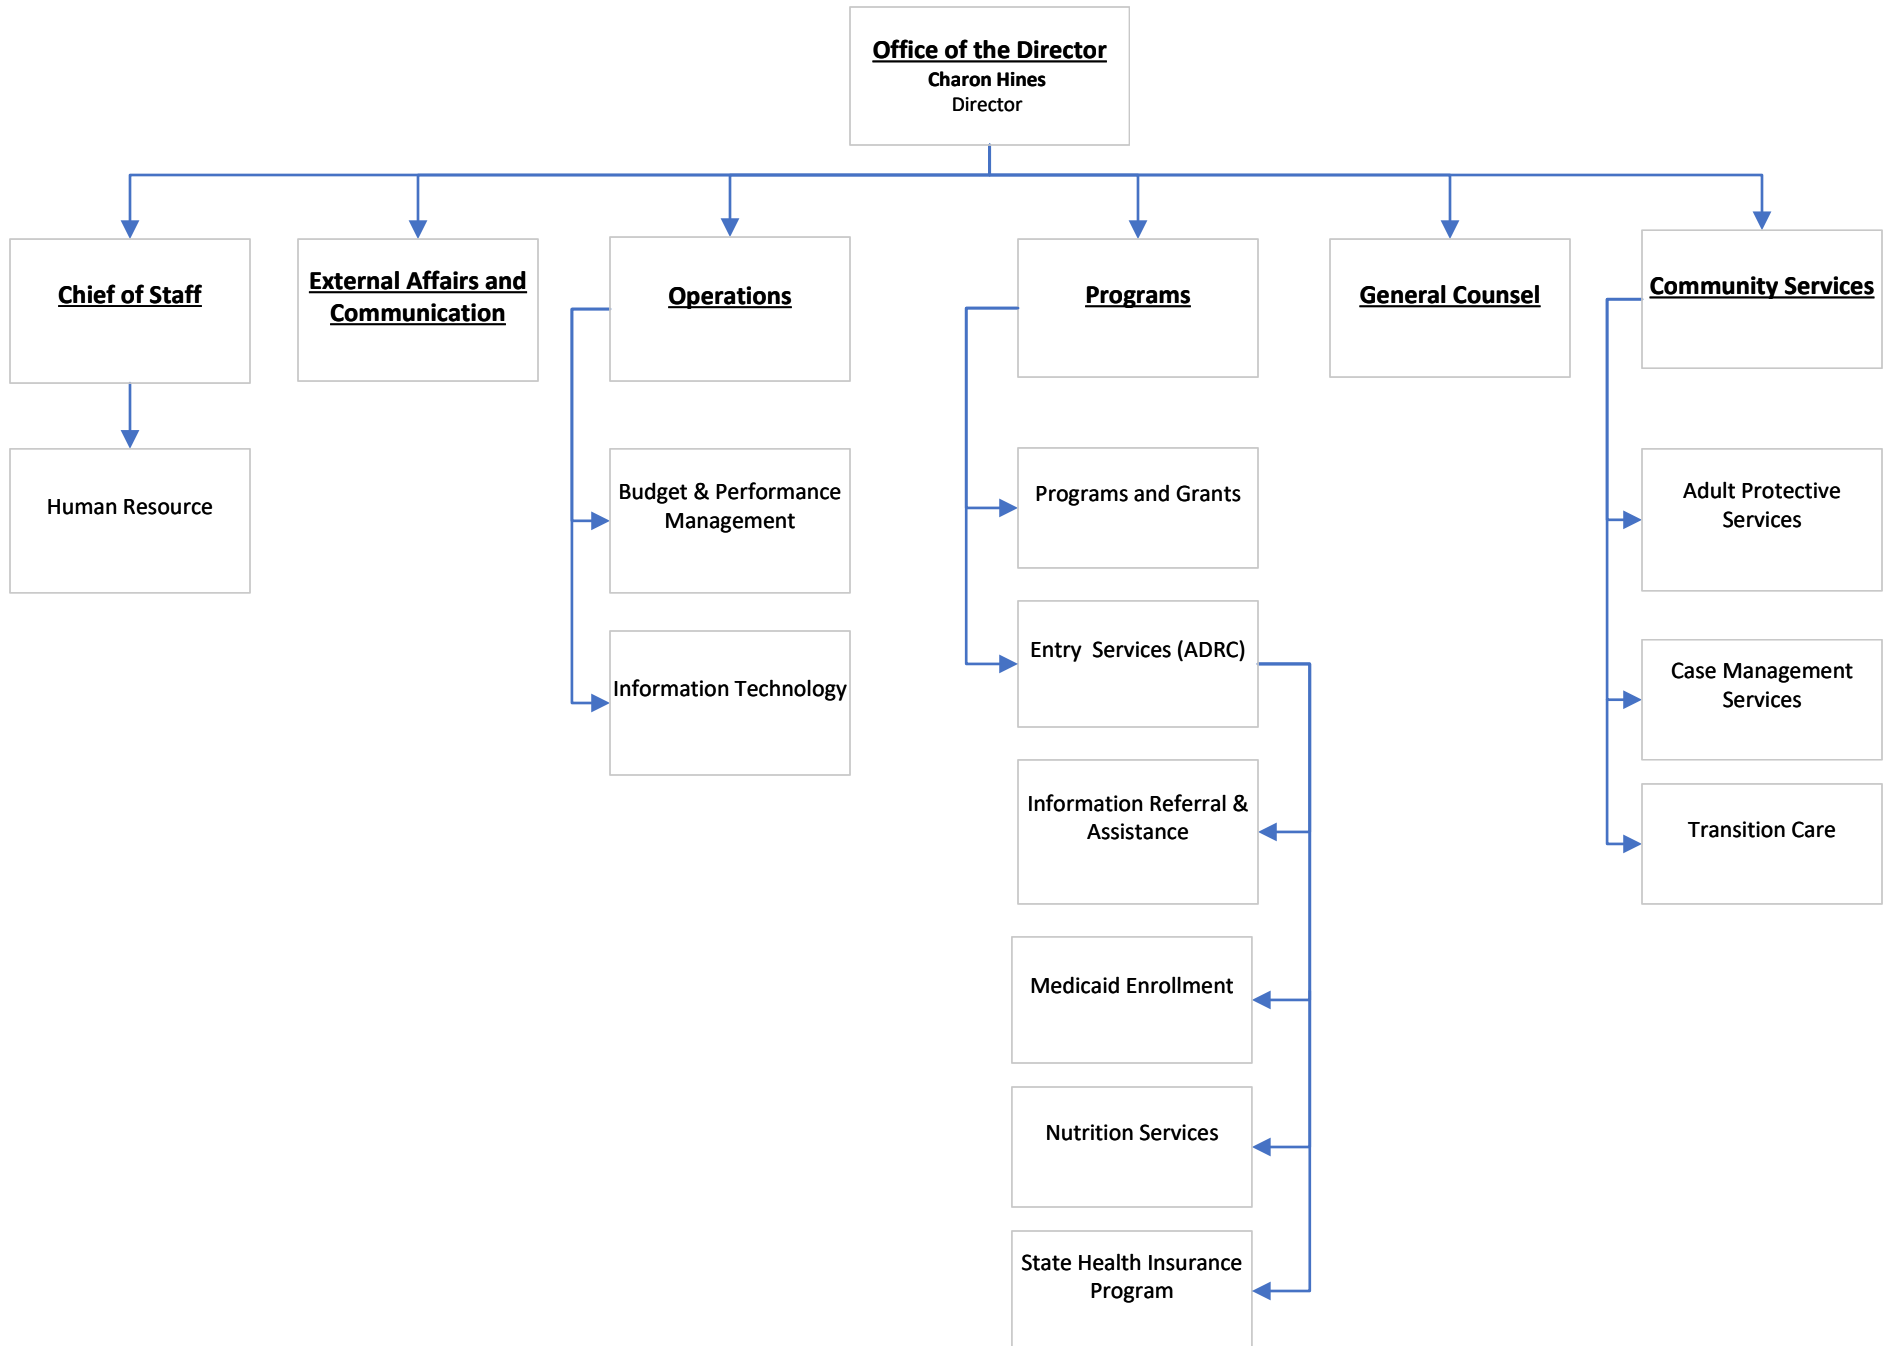 Office of the Director
Charon Hines
Director
Chief of Staff
External Affairs and
Communication
Operations
Programs
General Counsel
Community Services
Human Resource
Budget & Performance
Management
Information Technology
Programs and Grants
Entry  Services (ADRC)
Information Referral &
Assistance
Medicaid Enrollment
Nutrition Services
State Health Insurance
Program
Adult Protective
Services
Case Management
Services
Transition Care